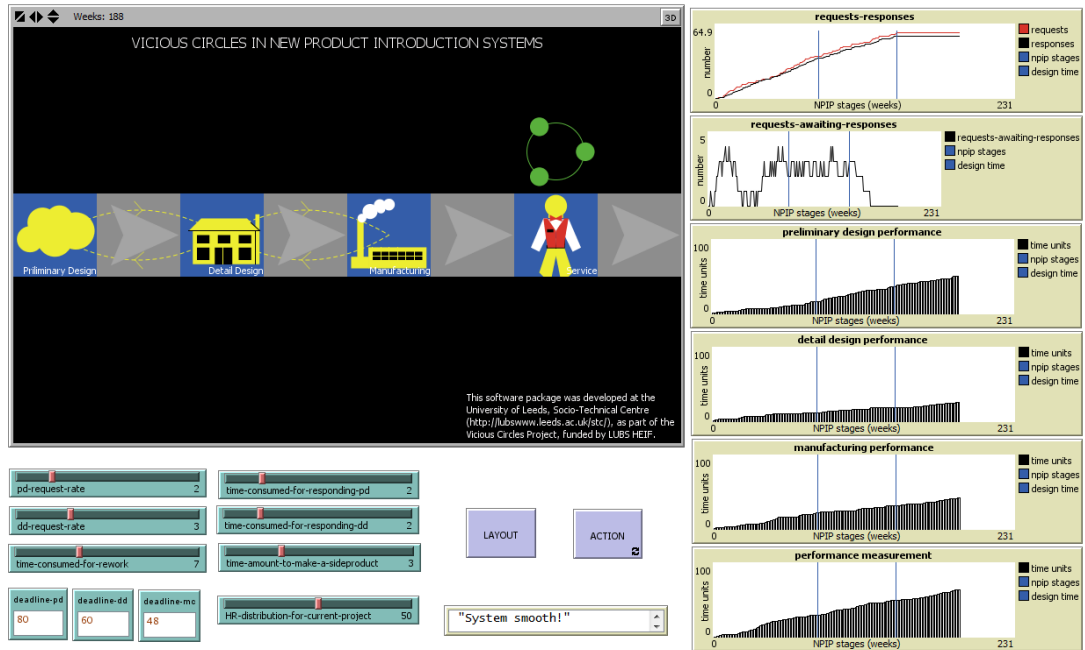 Weeks: 188
3D
VICIOUS CIRCLES IN NEW PRODUCT INTRODUCTION SYSTEMS
Priliminary Design
Detail Design
Manufacturing
Service
This software package was developed at the
University of Leeds, Socio-Technical Centre
(http://lubswww.leeds.ac.uk/stc/), as part of the
Vicious Circles Project, funded by LUBS HEIF.
pd-request-rate 2
time-consumed-for-responding-pd 2
dd-request-rate 3
time-consumed-for-responding-dd 2
time-consumed-for-rework 7
time-amount-to-make-a-sideproduct 3
deadline-pd
80
deadline-dd
60
deadline-mc
48
HR-distribution-for-current-project 50
LAYOUT
ACTION
"System smooth!"
requests-responses
64.9
number
0
0
NPIP stages (weeks)
231
requests
responses
npip stages
design time
requests-awaiting-responses
5
number
0
0
NPIP stages (weeks)
231
requests-awaiting-responses
npip stages
design time
preliminary design performance
100
time units
0
0
NPIP stages (weeks)
231
time units
npip stages
design time
detail design performance
100
time units
0
0
NPIP stages (weeks)
231
time units
npip stages
design time
manufacturing performance
100
time units
0
0
NPIP stages (weeks)
231
time units
npip stages
design time
performance measurement
100
time units
0
0
NPIP stages (weeks)
231
time units
npip stages
design time